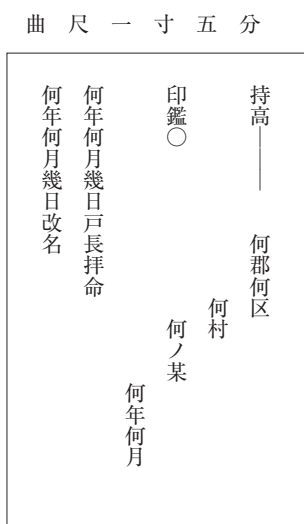 曲尺一寸五分
持高――― 何郡何区
何村
印鑑〇 何ノ某
何年何月
何年何月幾日戸長拝命
何年何月幾日改名